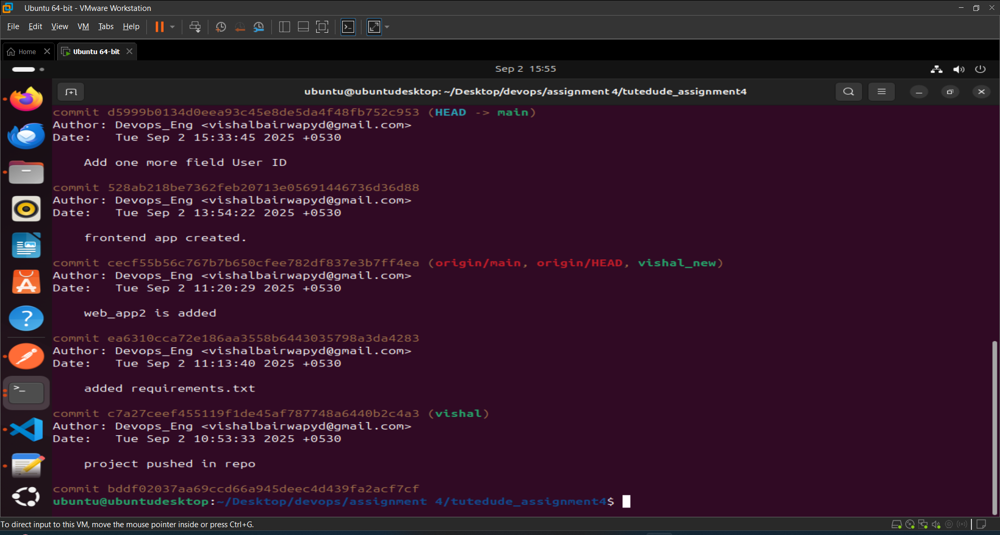 Ubuntu 64-bit - VMware Workstation
File Edit View VM Tabs Help
Home Ubuntu 64-bit
Sep 2 15:55
ubuntu@ubuntudesktop: ~/Desktop/devops/assignment 4/tutedude_assignment4
commit d5999b0134d0eea93c45e8de5da4f48fb752c953 (HEAD -> main)
Author: Devops_Eng <vishalbairwapyd@gmail.com>
Date:   Tue Sep 2 15:33:45 2025 +0530
Add one more field User ID
commit 528ab218be7362feb20713e05691446736d36d88
Author: Devops_Eng <vishalbairwapyd@gmail.com>
Date:   Tue Sep 2 13:54:22 2025 +0530
frontend app created.
commit cecf55b56c767b7b650cfee782df837e3b7ff4ea (origin/main, origin/HEAD, vishal_new)
Author: Devops_Eng <vishalbairwapyd@gmail.com>
Date:   Tue Sep 2 11:20:29 2025 +0530
web_app2 is added
commit ea6310cca72e186aa3558b6443035798a3da4283
Author: Devops_Eng <vishalbairwapyd@gmail.com>
Date:   Tue Sep 2 11:13:40 2025 +0530
added requirements.txt
commit c7a27ceef455119f1de45af787748a6440b2c4a3 (vishal)
Author: Devops_Eng <vishalbairwapyd@gmail.com>
Date:   Tue Sep 2 10:53:33 2025 +0530
project pushed in repo
commit bddf02037aa69ccd66a945deec4d439fa2acf7cf
ubuntu@ubuntudesktop:~/Desktop/devops/assignment 4/tutedude_assignment4$
To direct input to this VM, move the mouse pointer inside or press Ctrl+G.